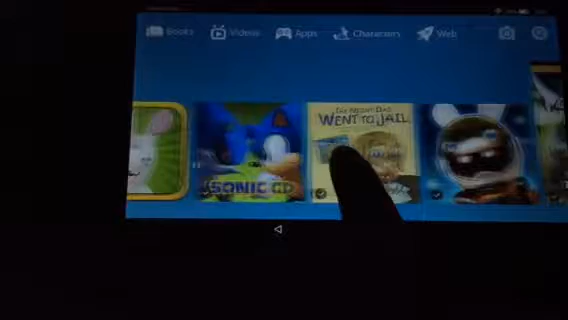 Books Videos Apps Characters Web
SONIC CD
THE NIGHT DAD
WENT TO JAIL